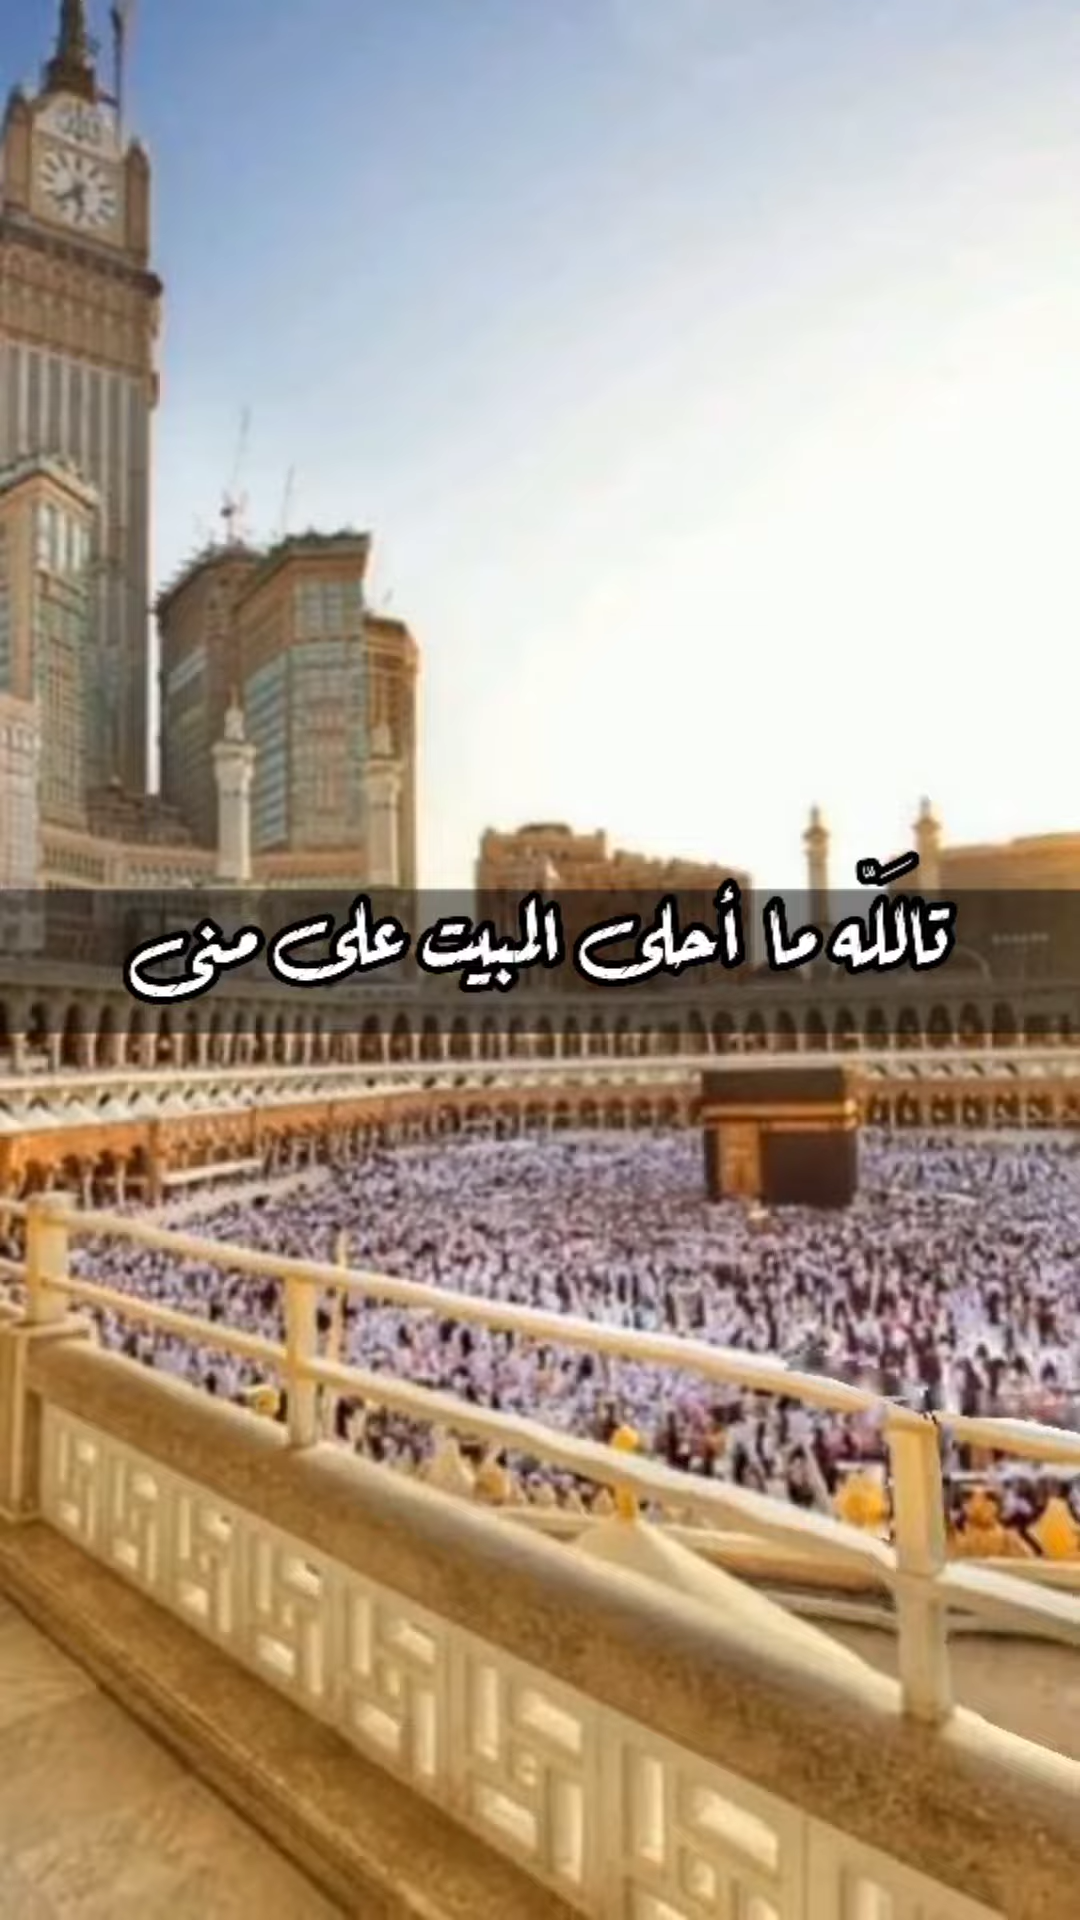 تاللَّه ما أحلى المبيت على منى